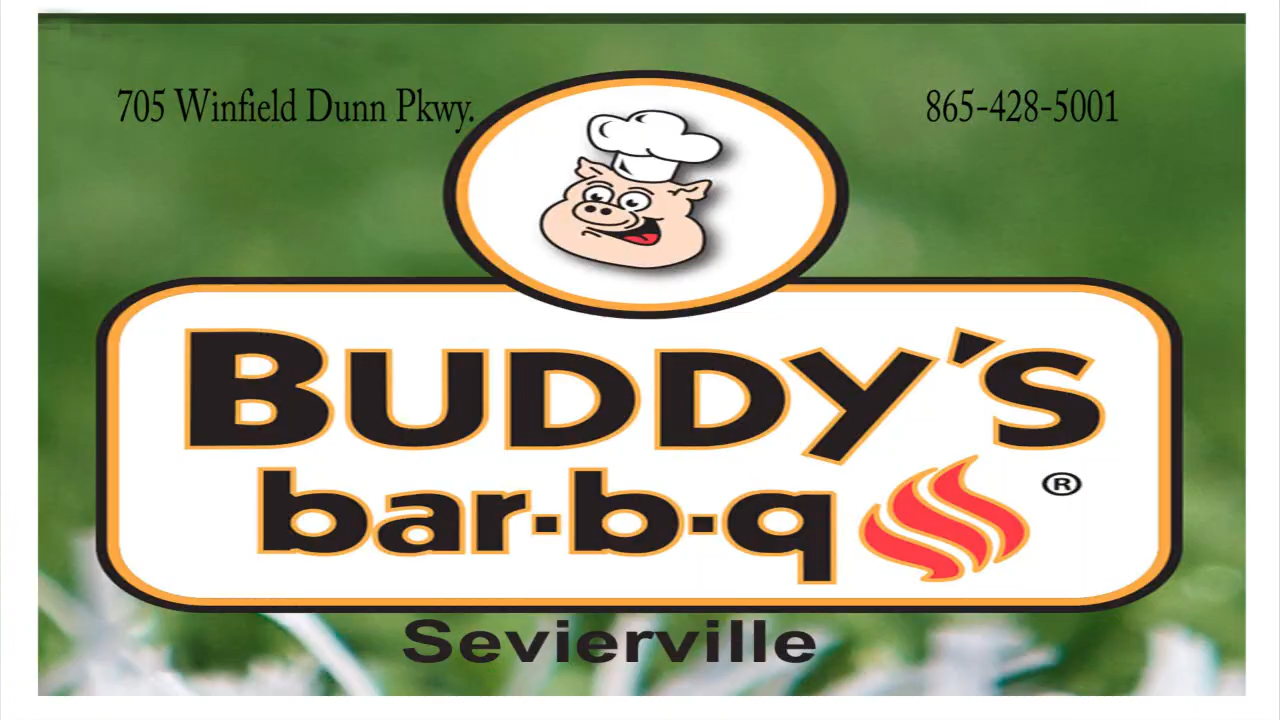 705 Winfield Dunn Pkwy.
865-428-5001
BUDDY'S
bar·b·q
®
Sevierville